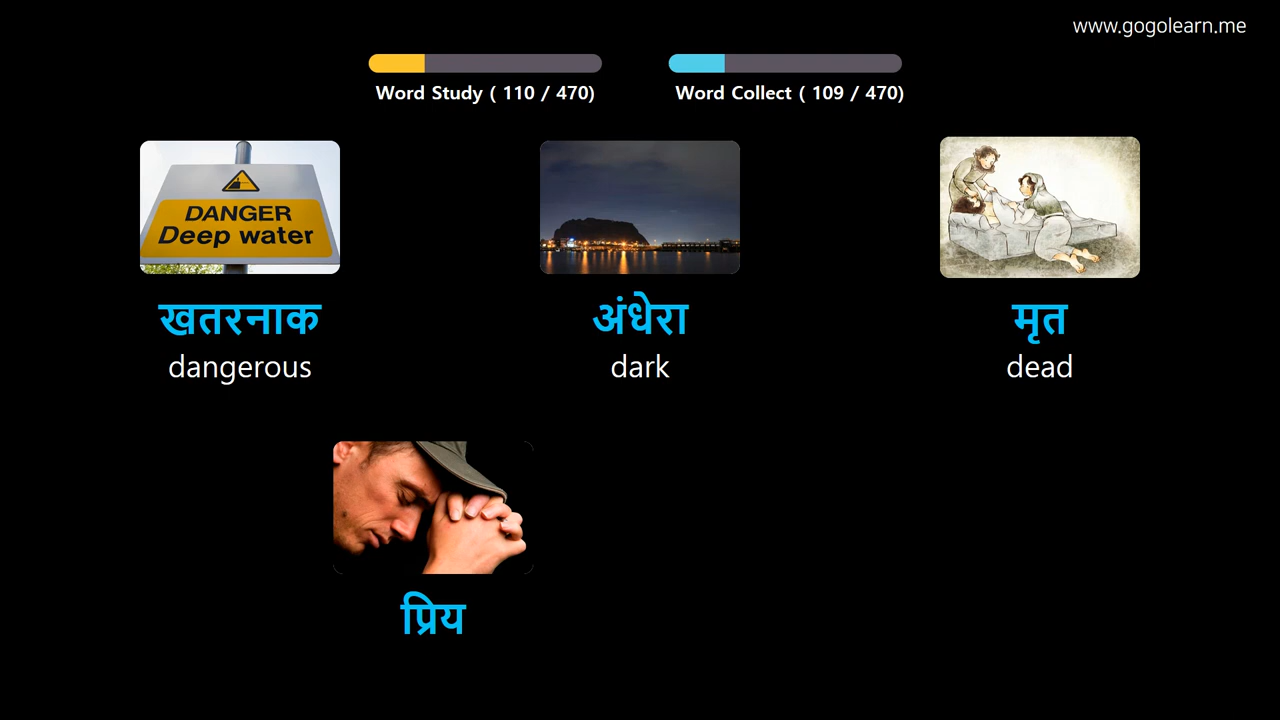 www.gogolearn.me
Word Study ( 110 / 470)
Word Collect ( 109 / 470)
DANGER
Deep water
खतरनाक
dangerous
अंधेरा
dark
मृत
dead
प्रिय